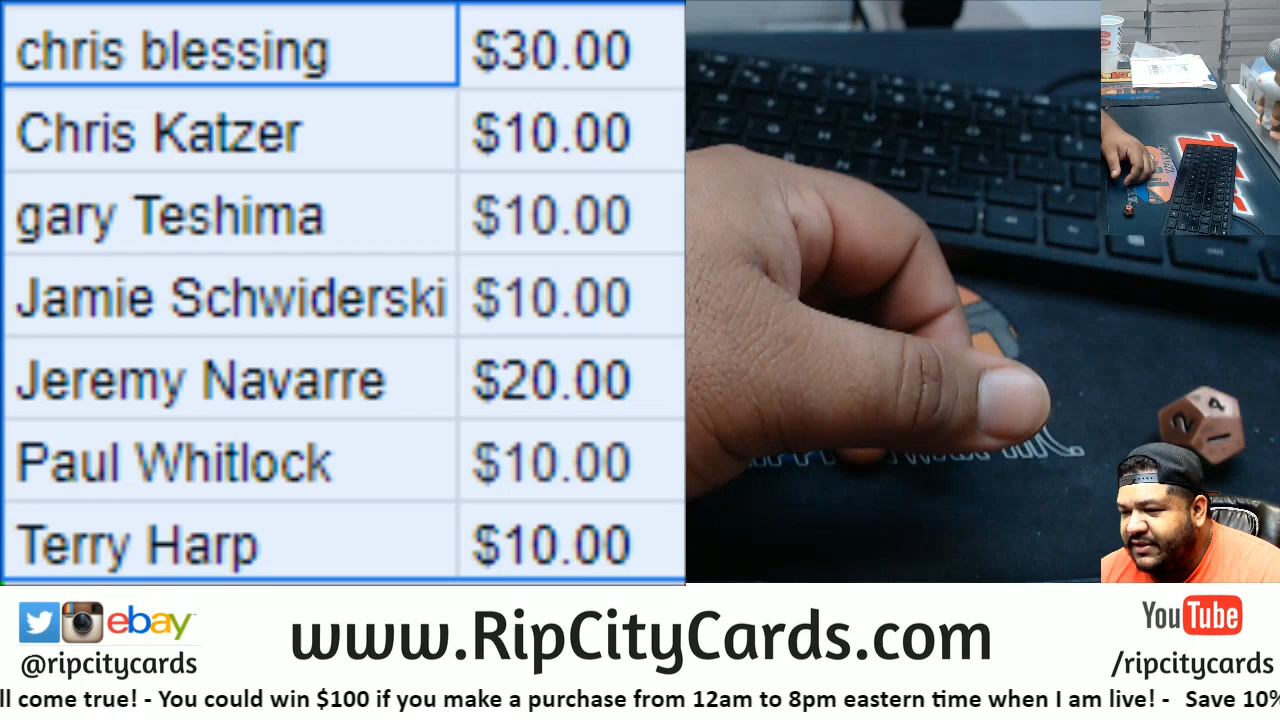 chris blessing $30.00
Chris Katzer $10.00
gary Teshima $10.00
Jamie Schwiderski $10.00
Jeremy Navarre $20.00
Paul Whitlock $10.00
Terry Harp $10.00
2 4
1
ebay
@ripcitycards
www.RipCityCards.com
YouTube
/ripcitycards
ll come true! - You could win $100 if you make a purchase from 12am to 8pm eastern time when I am live! - Save 10%